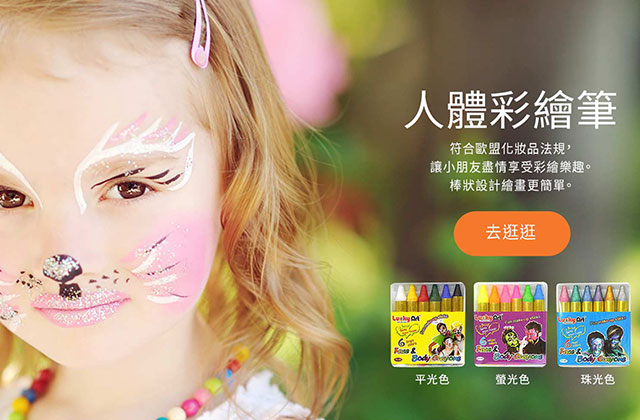 人體彩繪筆
符合歐盟化妝品法規，
讓小朋友盡情享受彩繪樂趣。
棒狀設計繪畫更簡單。
去逛逛
Lucky Art
6
Face &
Body Crayons
Lucky Art
6
Face &
Body Crayons
Lucky Art
6
Face &
Body Crayons
平光色
螢光色
珠光色